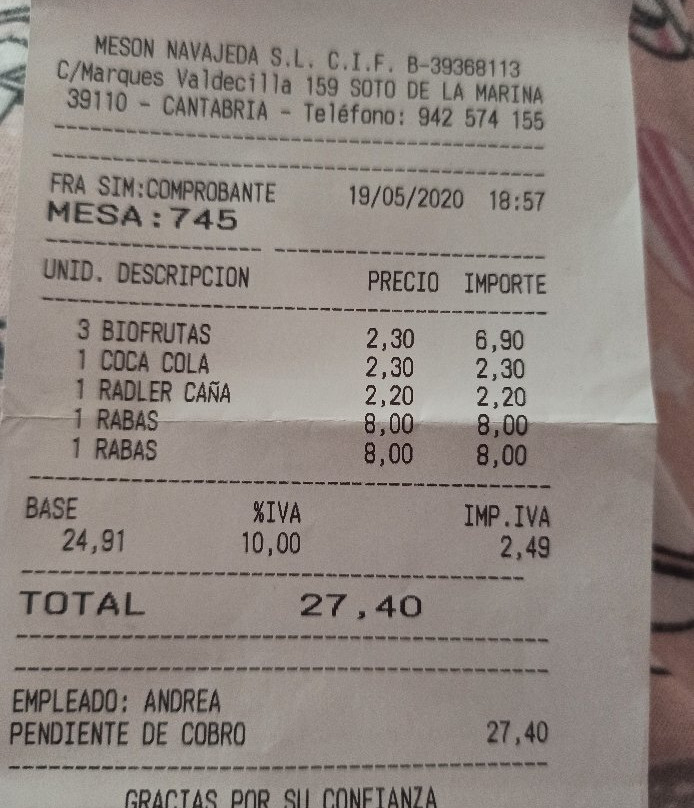 MESON NAVAJEDA S.L. C.I.F. B-39368113
C/Marques Valdecilla 159 SOTO DE LA MARINA
39110 - CANTABRIA - Teléfono: 942 574 155
FRA SIM:COMPROBANTE 19/05/2020 18:57
MESA:745
UNID. DESCRIPCION PRECIO IMPORTE
3 BIOFRUTAS 2,30 6,90
1 COCA COLA 2,30 2,30
1 RADLER CAÑA 2,20 2,20
1 RABAS 8,00 8,00
1 RABAS 8,00 8,00
BASE %IVA IMP.IVA
24,91 10,00 2,49
TOTAL 27,40
EMPLEADO: ANDREA
PENDIENTE DE COBRO 27,40
GRACIAS POR SU CONFIANZA